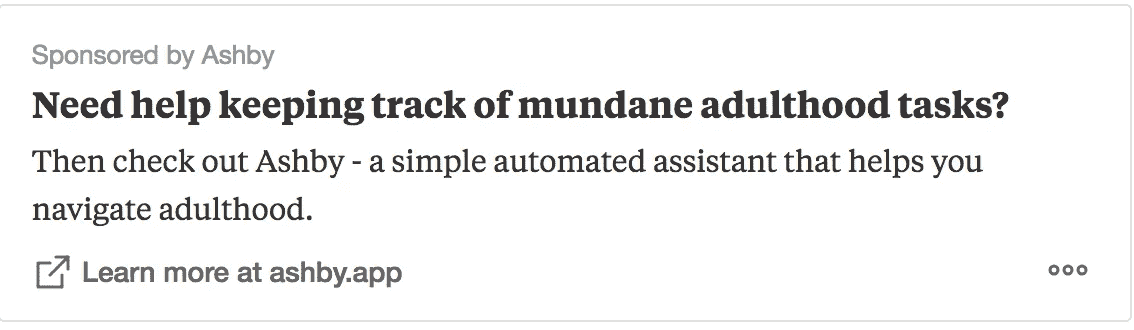 Sponsored by Ashby
Need help keeping track of mundane adulthood tasks?
Then check out Ashby - a simple automated assistant that helps you
navigate adulthood.
Learn more at ashby.app